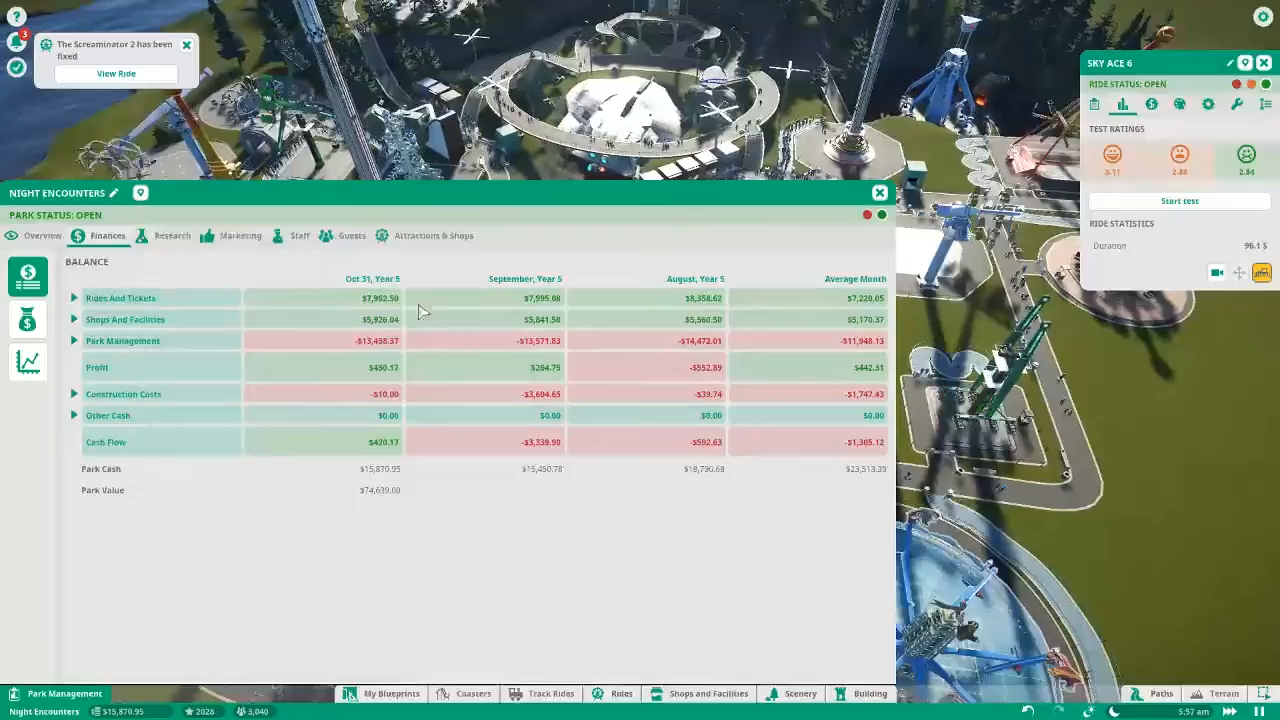 ?
3
The Screaminator 2 has been
fixed
View Ride
NIGHT ENCOUNTERS
PARK STATUS: OPEN
Overview Finances Research Marketing Staff Guests Attractions & Shops
BALANCE
Oct 31, Year 5 September, Year 5 August, Year 5 Average Month
Rides And Tickets $7,962.50 $7,995.08 $8,358.62 $7,220.05
Shops And Facilities $5,926.04 $5,841.50 $5,560.50 $5,170.37
Park Management -$13,458.37 -$13,571.83 -$14,472.01 -$11,948.13
Profit $430.17 $264.75 -$552.89 $442.31
Construction Costs -$10.00 -$3,604.65 -$39.74 -$1,747.43
Other Cash $0.00 $0.00 $0.00 $0.00
Cash Flow $420.17 -$3,339.90 -$592.63 -$1,305.12
Park Cash $15,870.95 $15,450.78 $18,790.68 $23,513.39
Park Value $74,639.00
SKY ACE 6
RIDE STATUS: OPEN
TEST RATINGS
3.11 2.88 2.84
Start test
RIDE STATISTICS
Duration 96.1 S
Park Management My Blueprints Coasters Track Rides Rides Shops and Facilities Scenery Building Paths Terrain
Night Encounters $15,870.95 2028 3,040 5:57 am